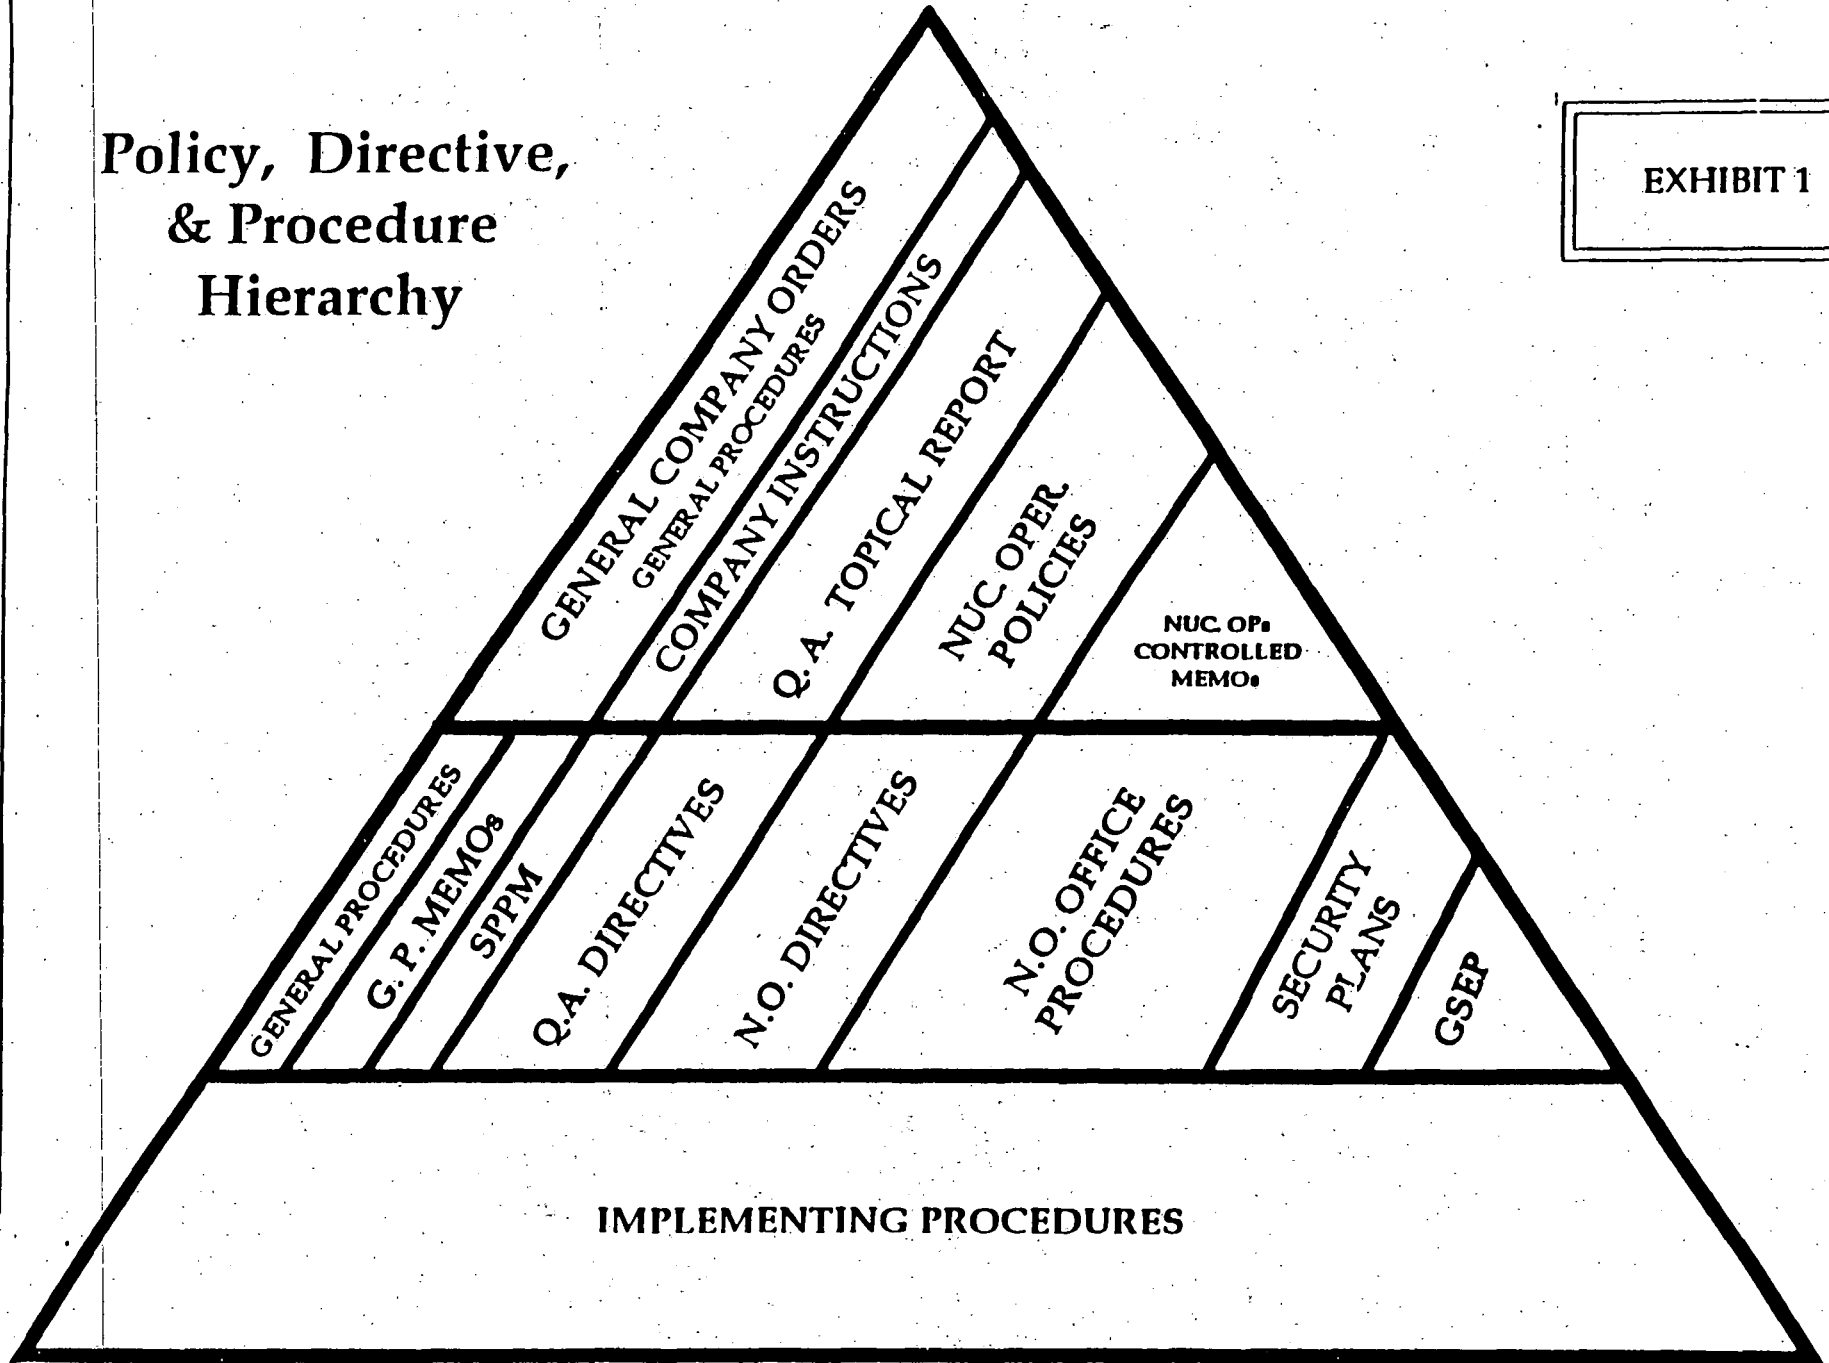 Policy, Directive,
& Procedure
Hierarchy
EXHIBIT 1
GENERAL COMPANY ORDERS
GENERAL PROCEDURES
COMPANY INSTRUCTIONS
Q. A. TOPICAL REPORT
NUC. OPER.
POLICIES
NUC. OPs
CONTROLLED
MEMOs
GENERAL PROCEDURES
G. P. MEMOs
SPPM
Q.A. DIRECTIVES
N.O. DIRECTIVES
N.O. OFFICE
PROCEDURES
SECURITY
PLANS
GSEP
IMPLEMENTING PROCEDURES